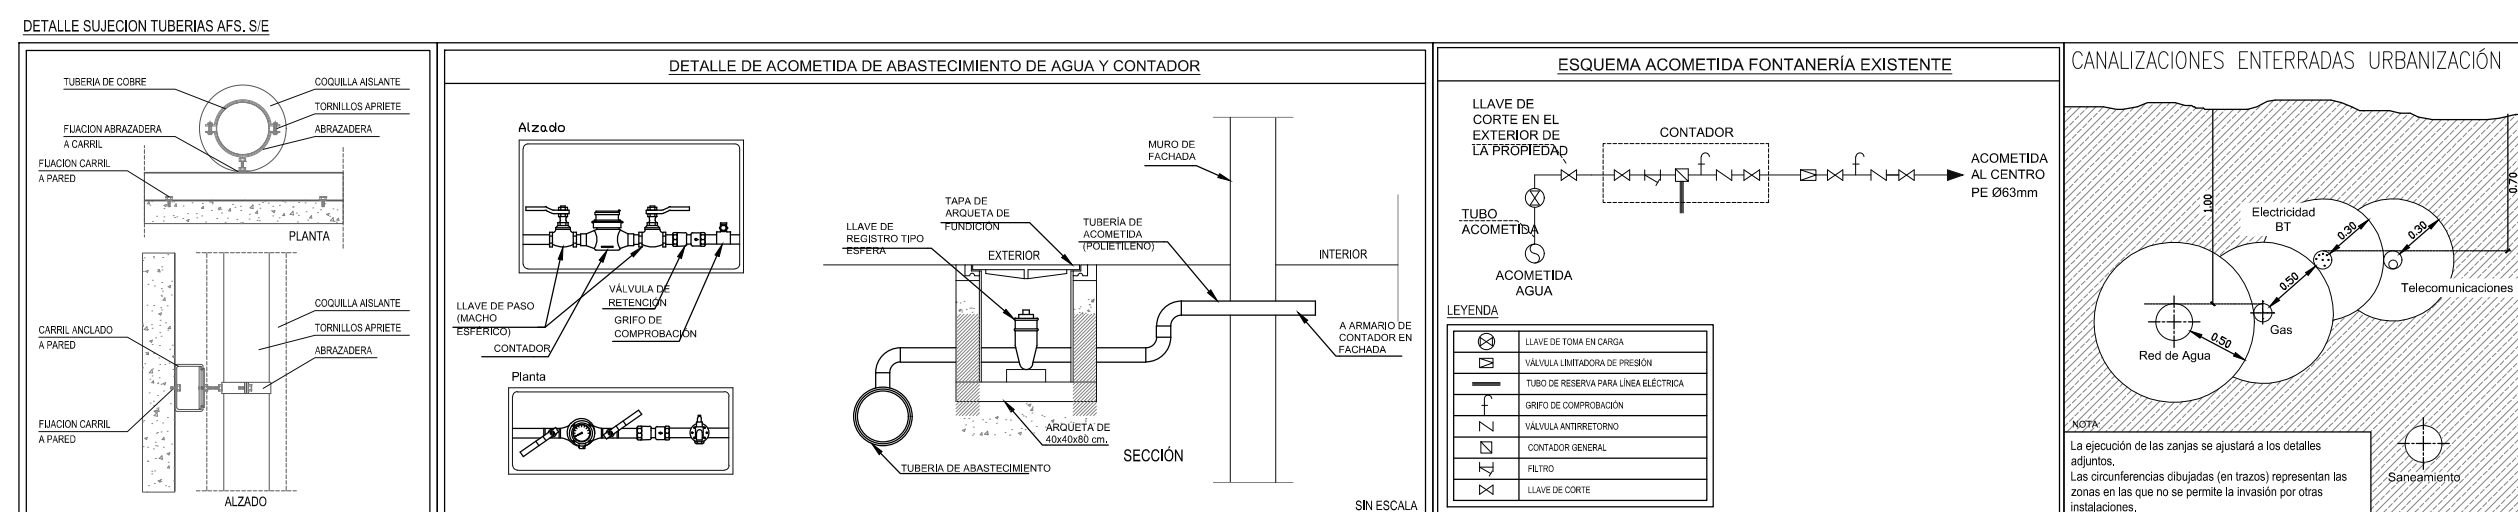 DETALLE SUJECION TUBERIAS AFS. S/E
TUBERIA DE COBRE
COQUILLA AISLANTE
TORNILLOS APRIETE
FIJACION ABRAZADERA
A CARRIL
ABRAZADERA
FIJACION CARRIL
A PARED
PLANTA
COQUILLA AISLANTE
CARRIL ANCLADO
A PARED
TORNILLOS APRIETE
ABRAZADERA
FIJACION CARRIL
A PARED
ALZADO
DETALLE DE ACOMETIDA DE ABASTECIMIENTO DE AGUA Y CONTADOR
Alzado
LLAVE DE PASO
(MACHO
ESFÉRICO)
CONTADOR
VÁLVULA DE
RETENCIÓN
GRIFO DE
COMPROBACIÓN
Planta
MURO DE
FACHADA
TAPA DE
ARQUETA DE
FUNDICIÓN
LLAVE DE
REGISTRO TIPO
ESFERA
TUBERÍA DE
ACOMETIDA
(POLIETILENO)
EXTERIOR
INTERIOR
A ARMARIO DE
CONTADOR EN
FACHADA
ARQUETA DE
40x40x80 cm.
TUBERIA DE ABASTECIMIENTO
SECCIÓN
SIN ESCALA
ESQUEMA ACOMETIDA FONTANERÍA EXISTENTE
LLAVE DE
CORTE EN EL
EXTERIOR DE
LA PROPIEDAD
CONTADOR
ACOMETIDA
AL CENTRO
PE Ø63mm
TUBO
ACOMETIDA
ACOMETIDA
AGUA
LEYENDA
LLAVE DE TOMA EN CARGA
VÁLVULA LIMITADORA DE PRESIÓN
TUBO DE RESERVA PARA LÍNEA ELÉCTRICA
GRIFO DE COMPROBACIÓN
VÁLVULA ANTIRRETORNO
CONTADOR GENERAL
FILTRO
LLAVE DE CORTE
CANALIZACIONES ENTERRADAS URBANIZACIÓN
1.00
0.70
Electricidad
BT
0.30
0.30
0.50
Telecomunicaciones
Gas
Red de Agua
0.50
NOTA
La ejecución de las zanjas se ajustará a los detalles
adjuntos.
Las circunferencias dibujadas (en trazos) representan las
zonas en las que no se permite la invasión por otras
instalaciones.
Saneamiento